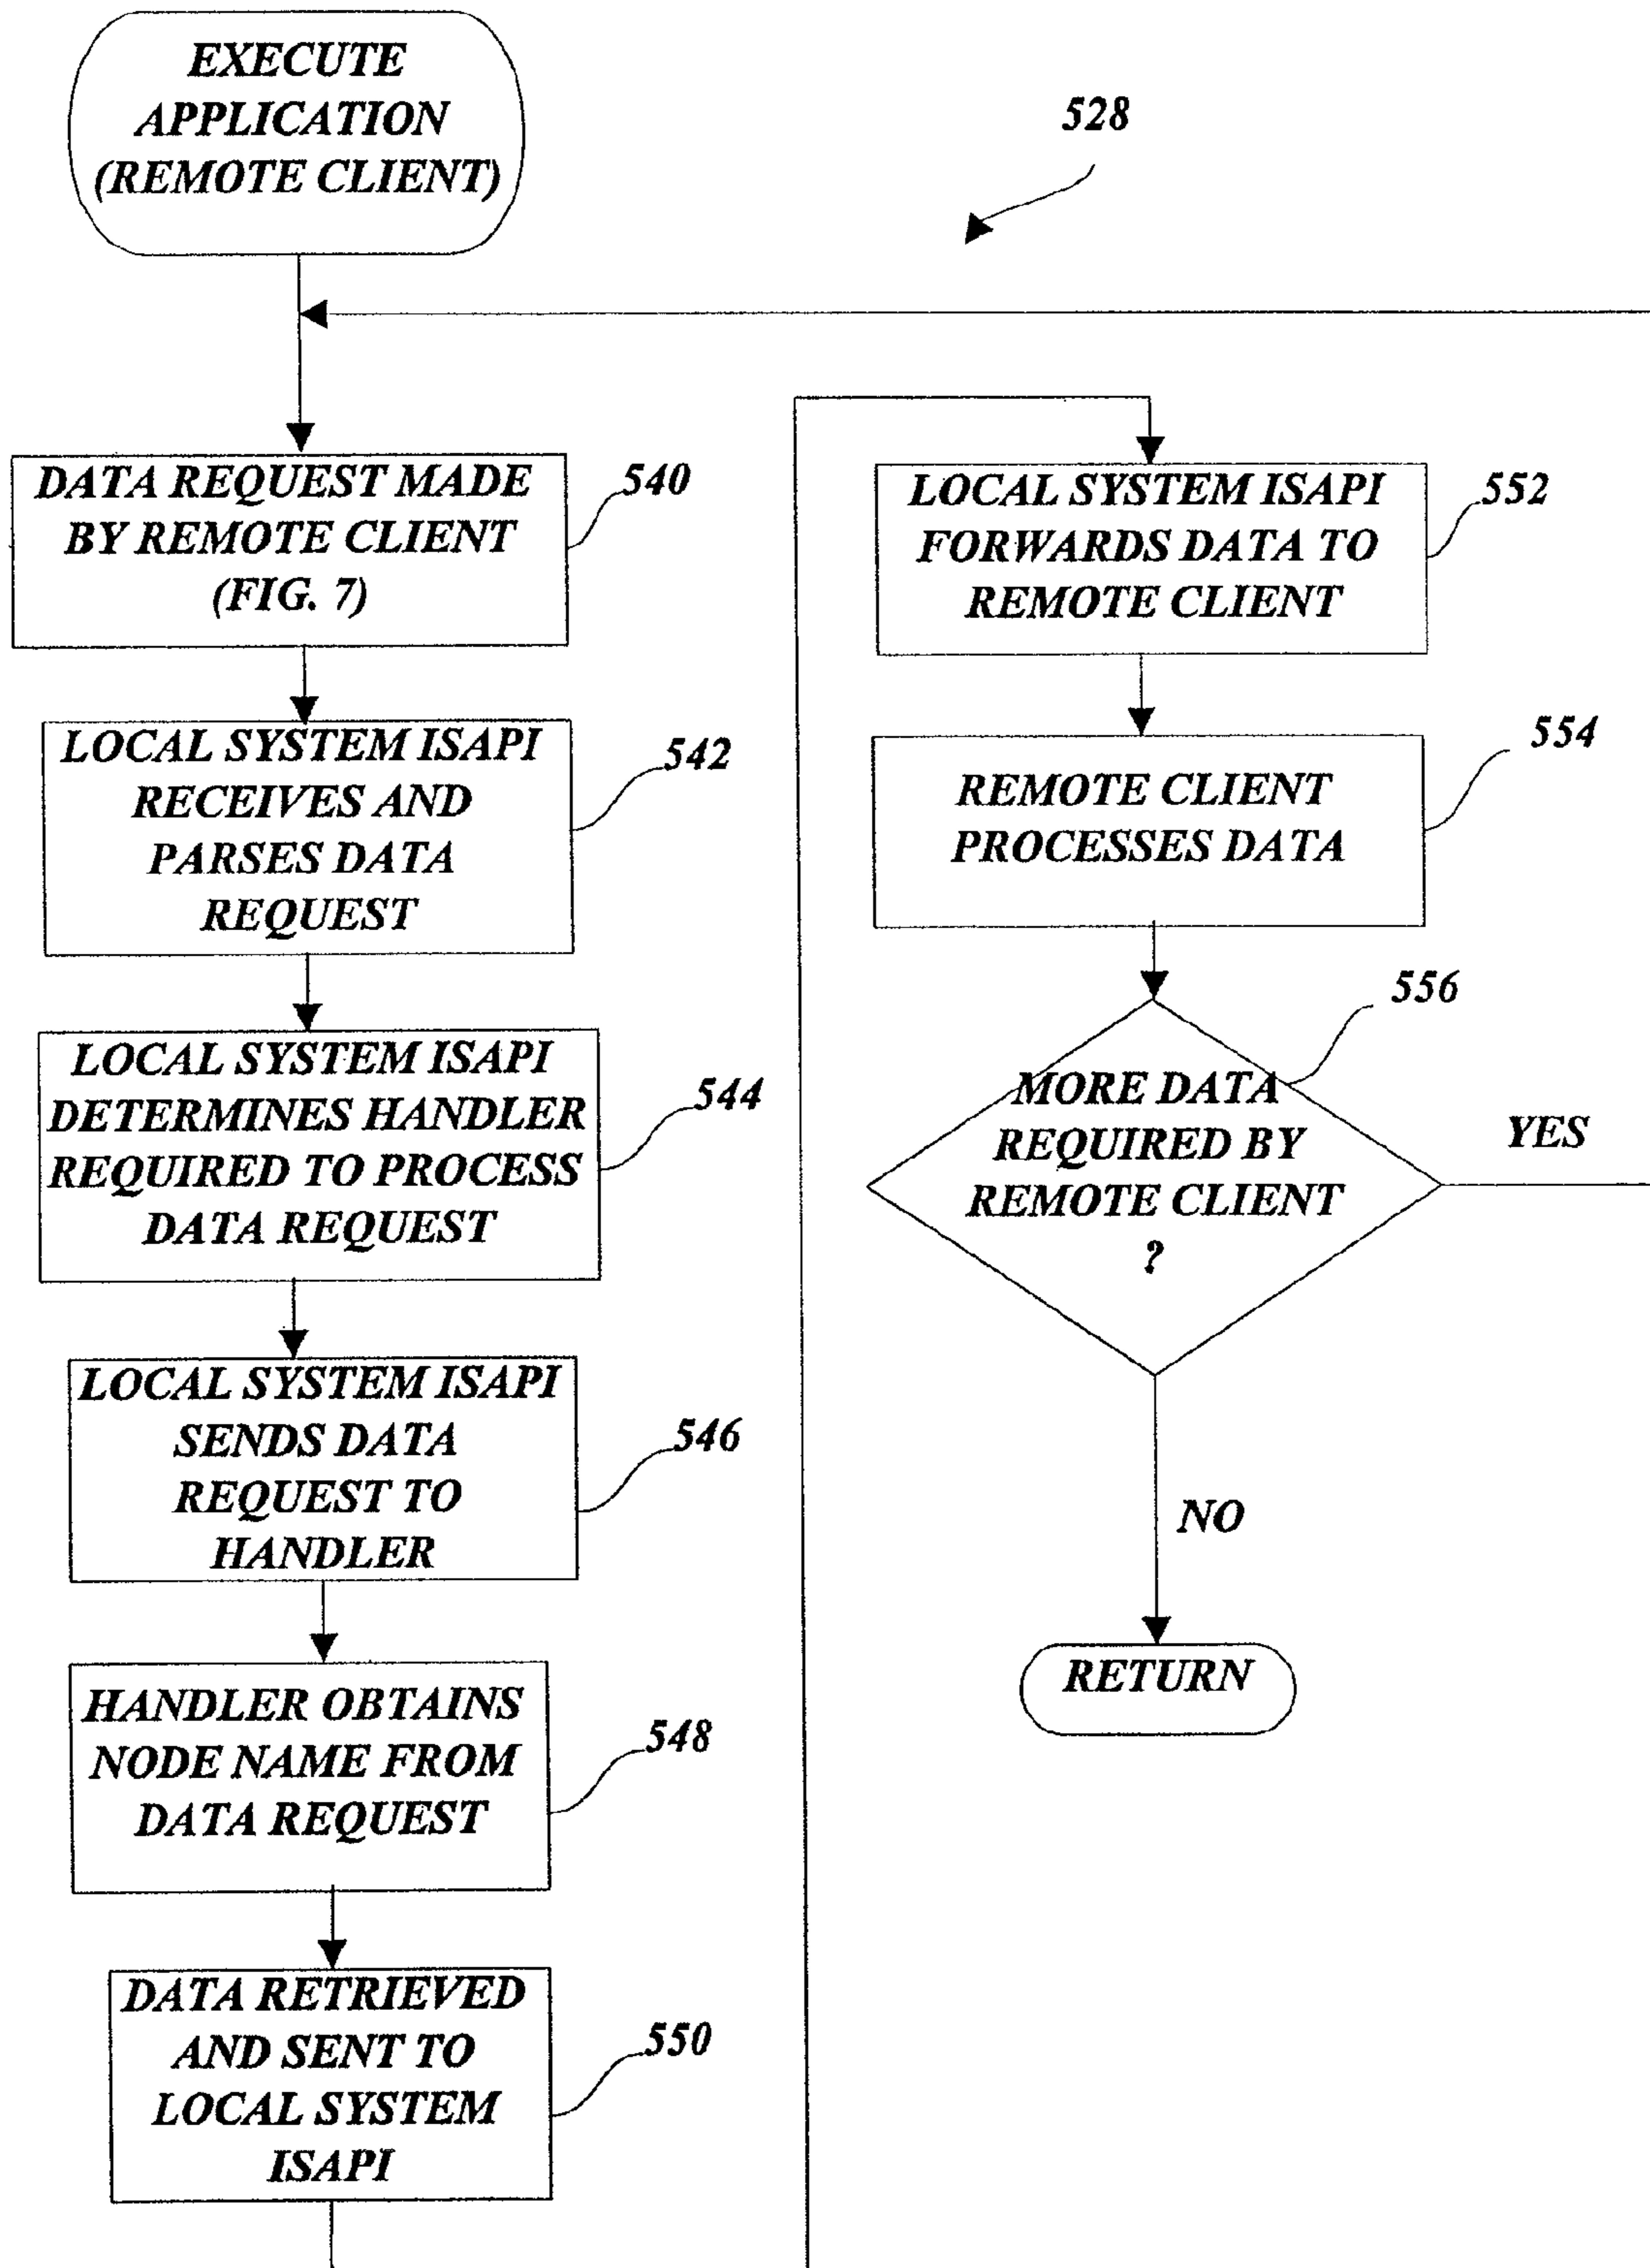 EXECUTE
APPLICATION
(REMOTE CLIENT)
528
DATA REQUEST MADE
BY REMOTE CLIENT
(FIG. 7)
540
LOCAL SYSTEM ISAPI
RECEIVES AND
PARSES DATA
REQUEST
542
LOCAL SYSTEM ISAPI
DETERMINES HANDLER
REQUIRED TO PROCESS
DATA REQUEST
544
LOCAL SYSTEM ISAPI
SENDS DATA
REQUEST TO
HANDLER
546
HANDLER OBTAINS
NODE NAME FROM
DATA REQUEST
548
DATA RETRIEVED
AND SENT TO
LOCAL SYSTEM
ISAPI
550
LOCAL SYSTEM ISAPI
FORWARDS DATA TO
REMOTE CLIENT
552
REMOTE CLIENT
PROCESSES DATA
554
MORE DATA
REQUIRED BY
REMOTE CLIENT
?
556
YES
NO
RETURN